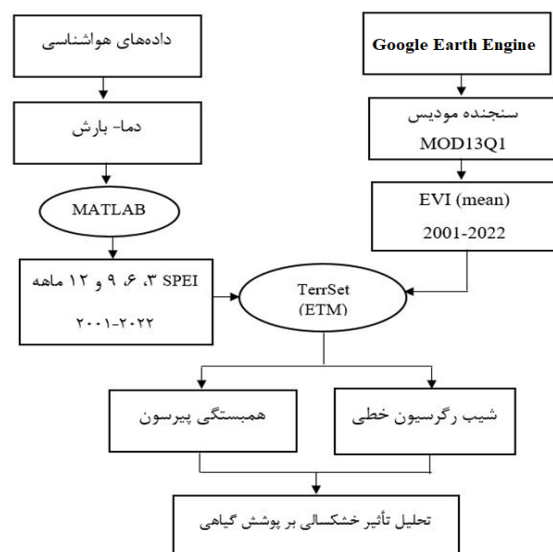 داده‌های هواشناسی
Google Earth Engine
دما- بارش
سنجنده مودیس
MOD13Q1
MATLAB
EVI (mean)
2001-2022
SPEI ۳، ۶، ۹ و ۱۲ ماهه
۲۰۰۱-۲۰۲۲
TerrSet
(ETM)
همبستگی پیرسون
شیب رگرسیون خطی
تحلیل تأثیر خشکسالی بر پوشش گیاهی